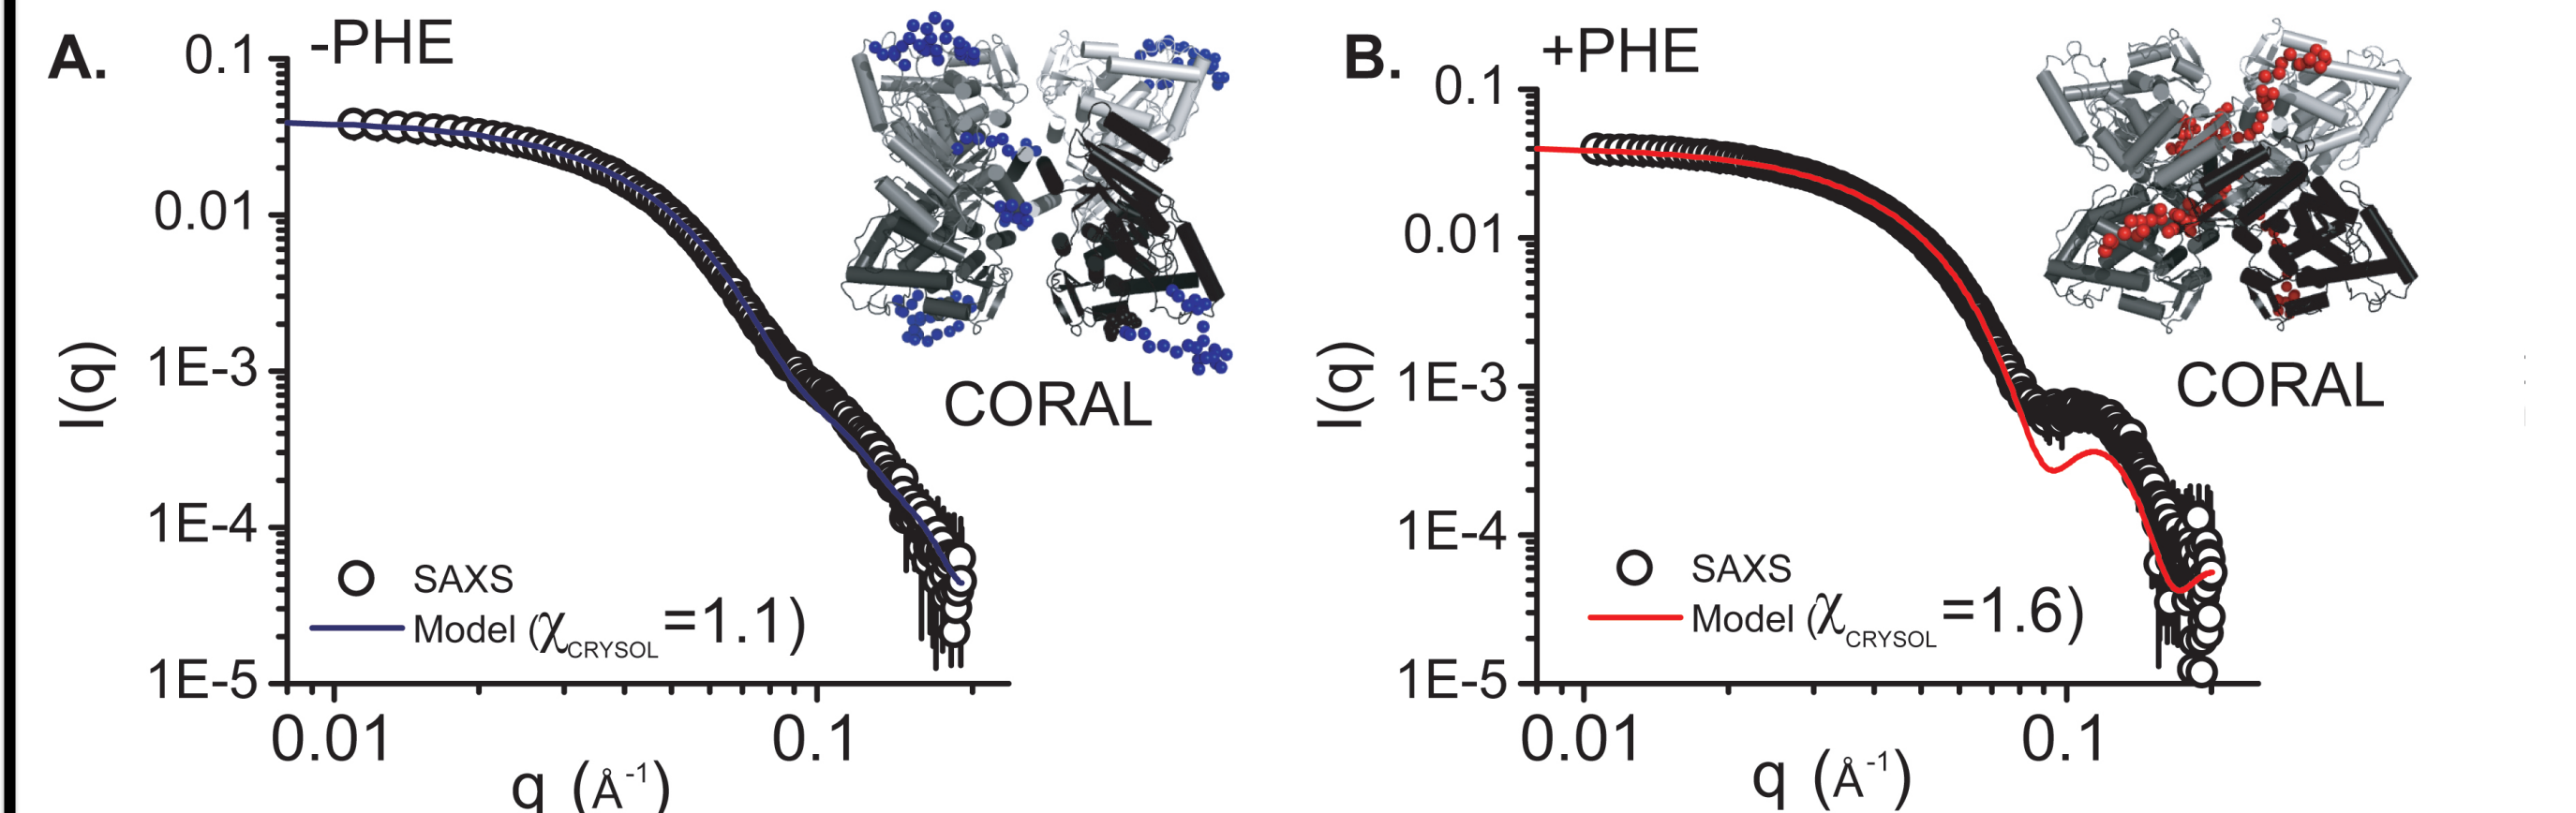 A.
-PHE
0.1
0.01
1E-3
1E-4
1E-5
I(q)
CORAL
SAXS
Model (χCRYSOL =1.1)
0.01
0.1
q (Å-1)
B.
+PHE
0.1
0.01
1E-3
1E-4
1E-5
I(q)
CORAL
SAXS
Model (χCRYSOL =1.6)
0.01
0.1
q (Å-1)